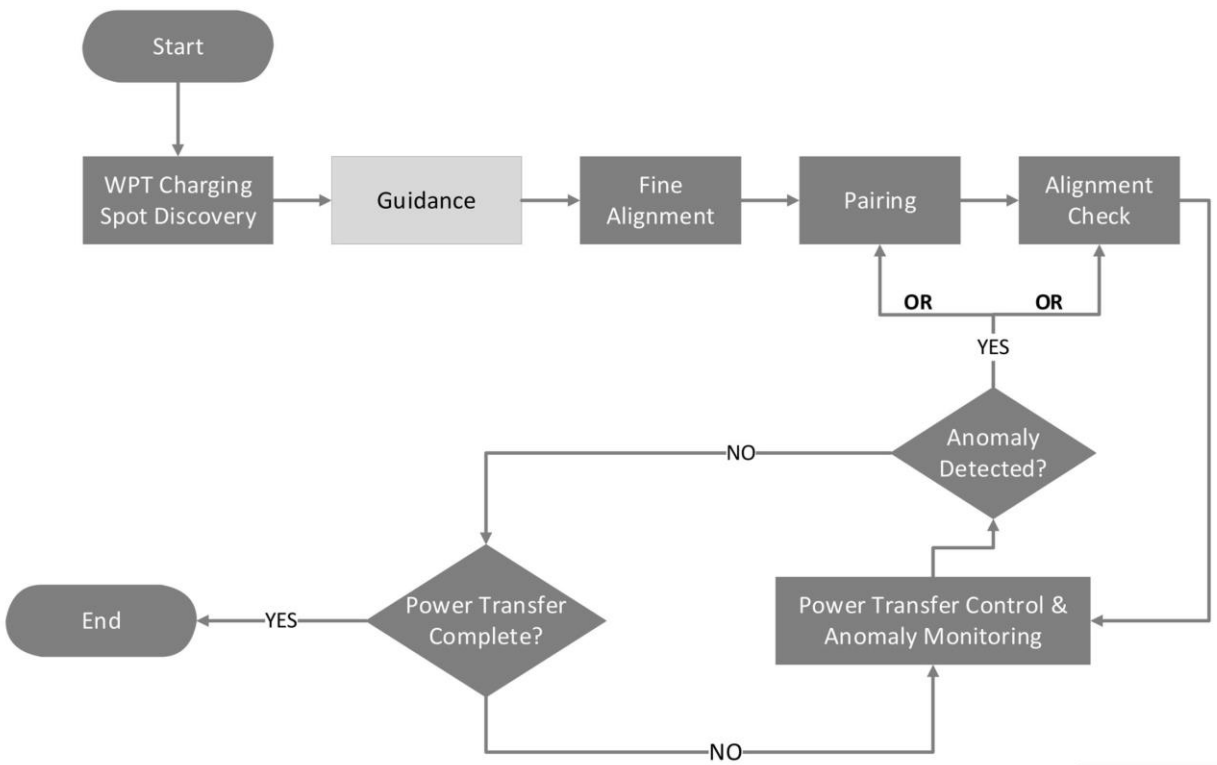 Start
WPT Charging
Spot Discovery
Guidance
Fine
Alignment
Pairing
Alignment
Check
OR
OR
YES
Anomaly
Detected?
NO
Power Transfer
Complete?
YES
End
Power Transfer Control &
Anomaly Monitoring
NO